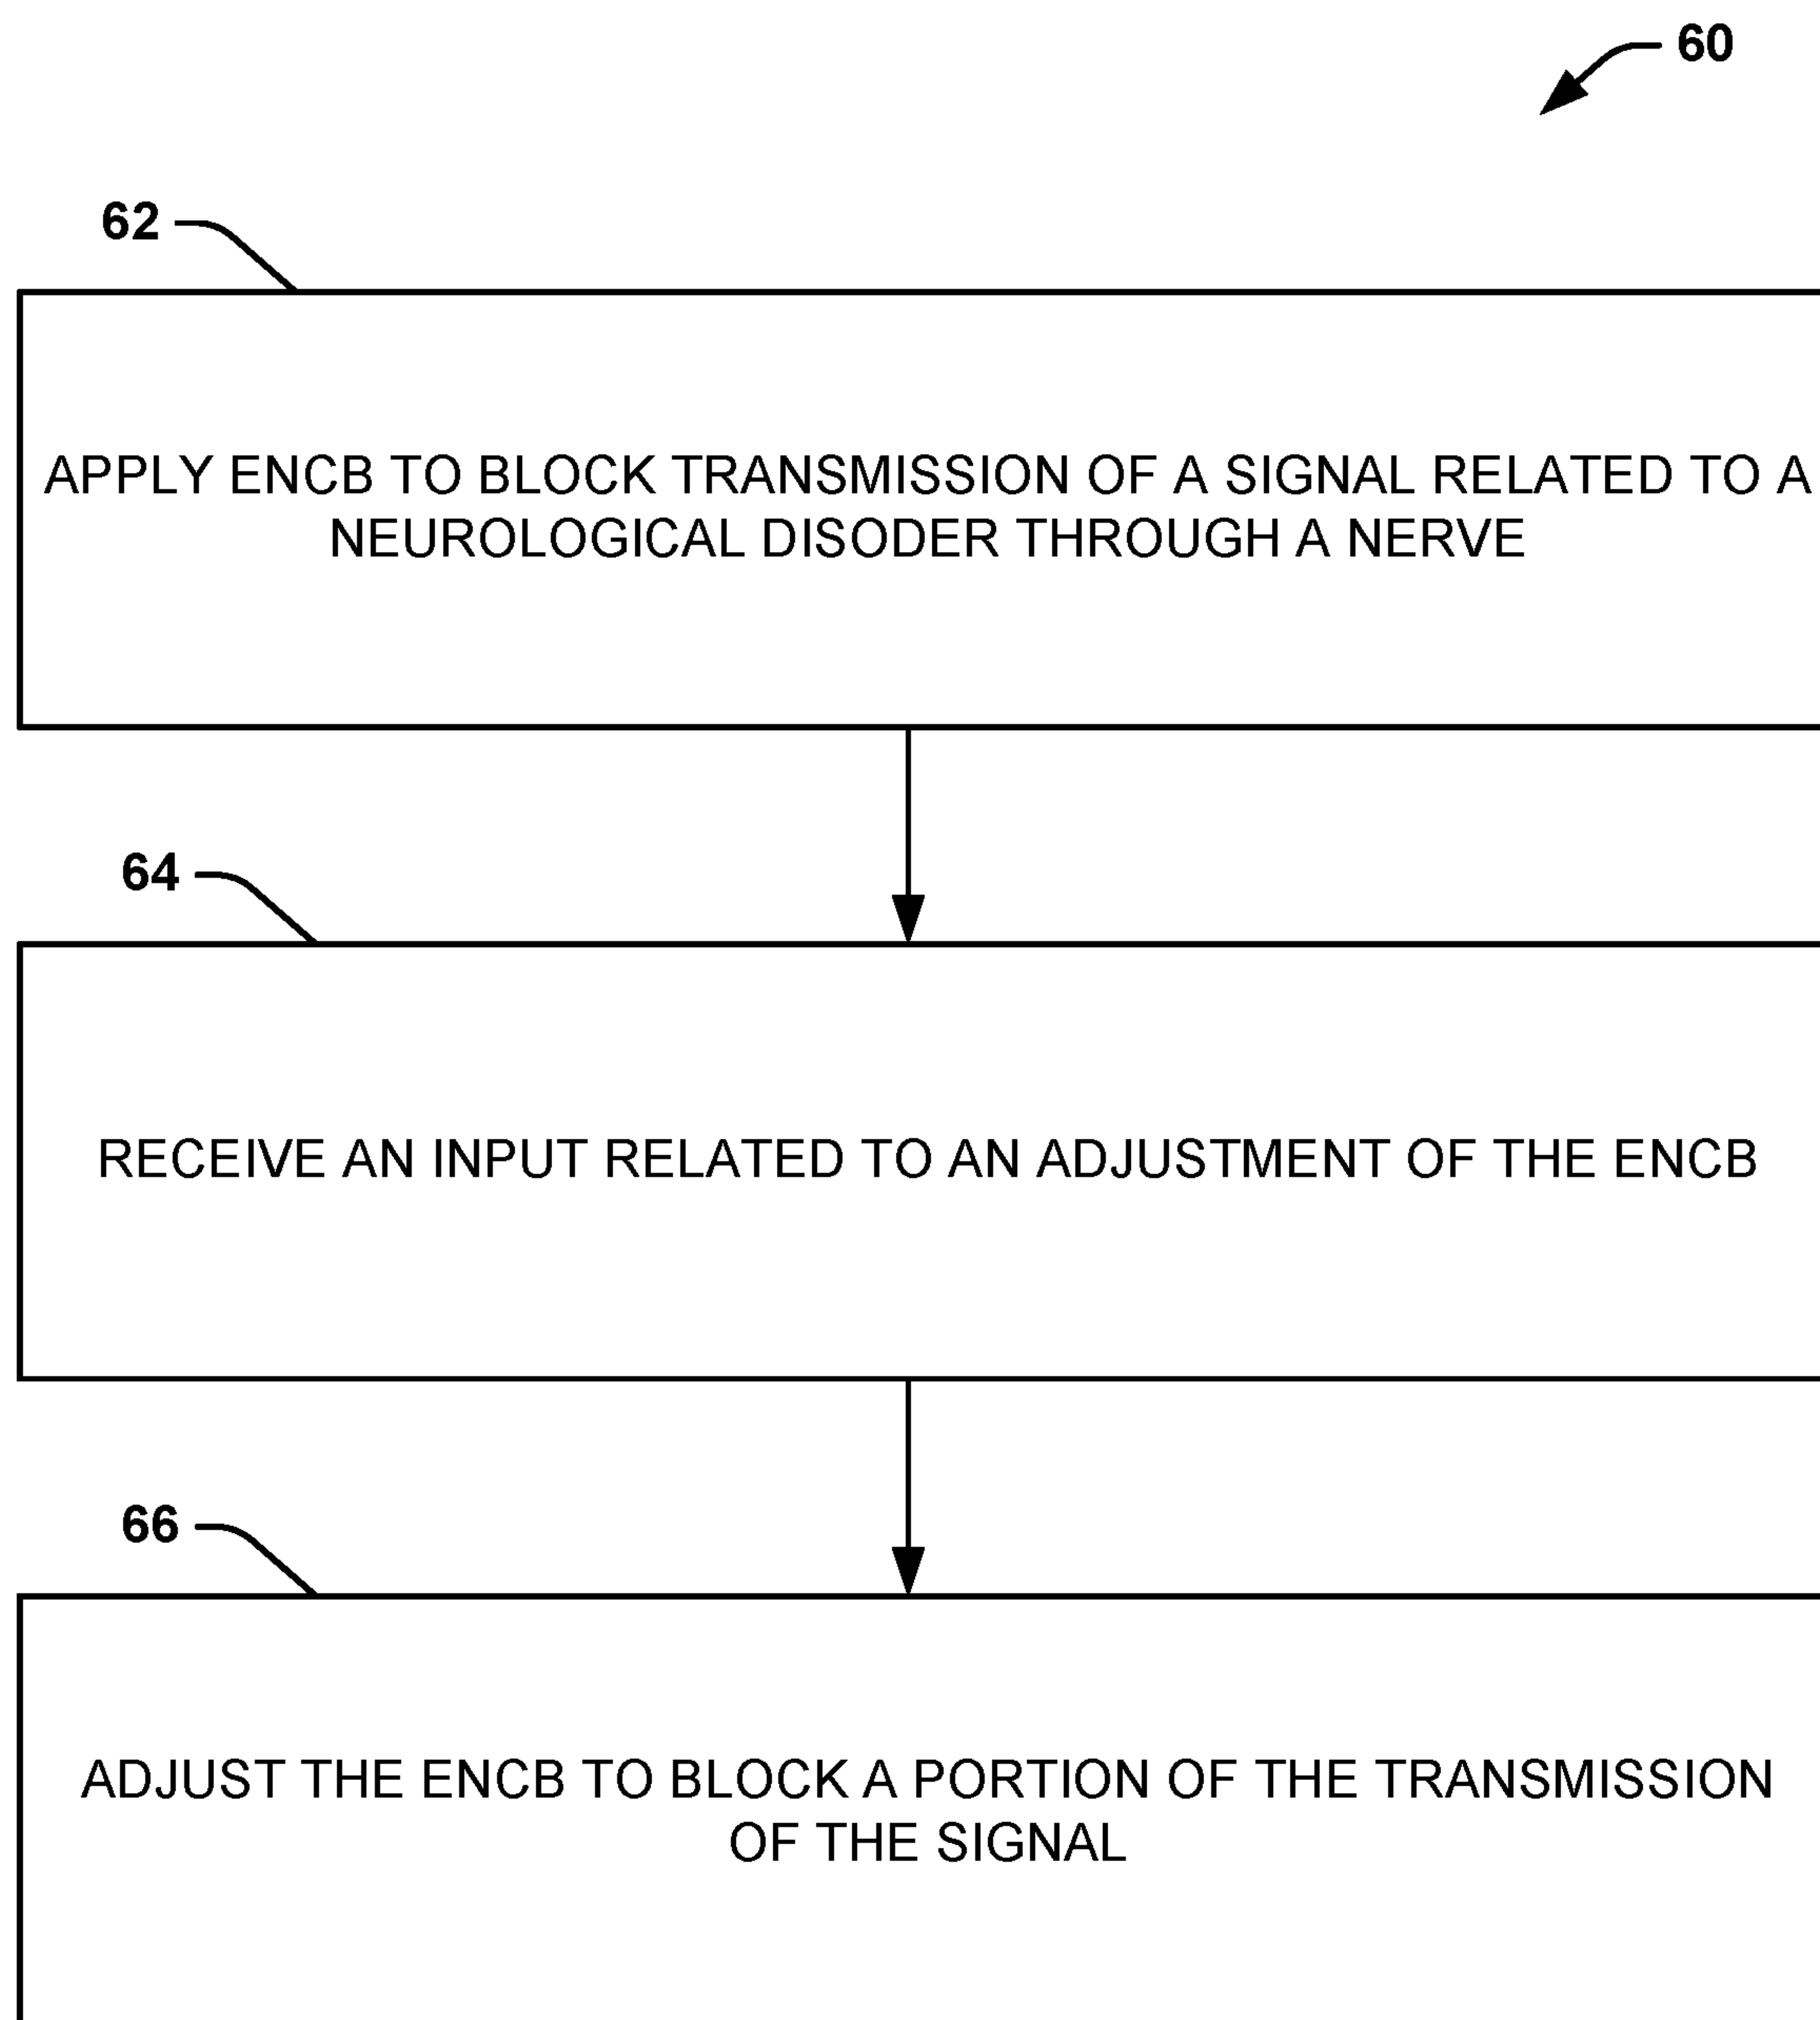 60
62
APPLY ENCB TO BLOCK TRANSMISSION OF A SIGNAL RELATED TO A
NEUROLOGICAL DISODER THROUGH A NERVE
64
RECEIVE AN INPUT RELATED TO AN ADJUSTMENT OF THE ENCB
66
ADJUST THE ENCB TO BLOCK A PORTION OF THE TRANSMISSION
OF THE SIGNAL